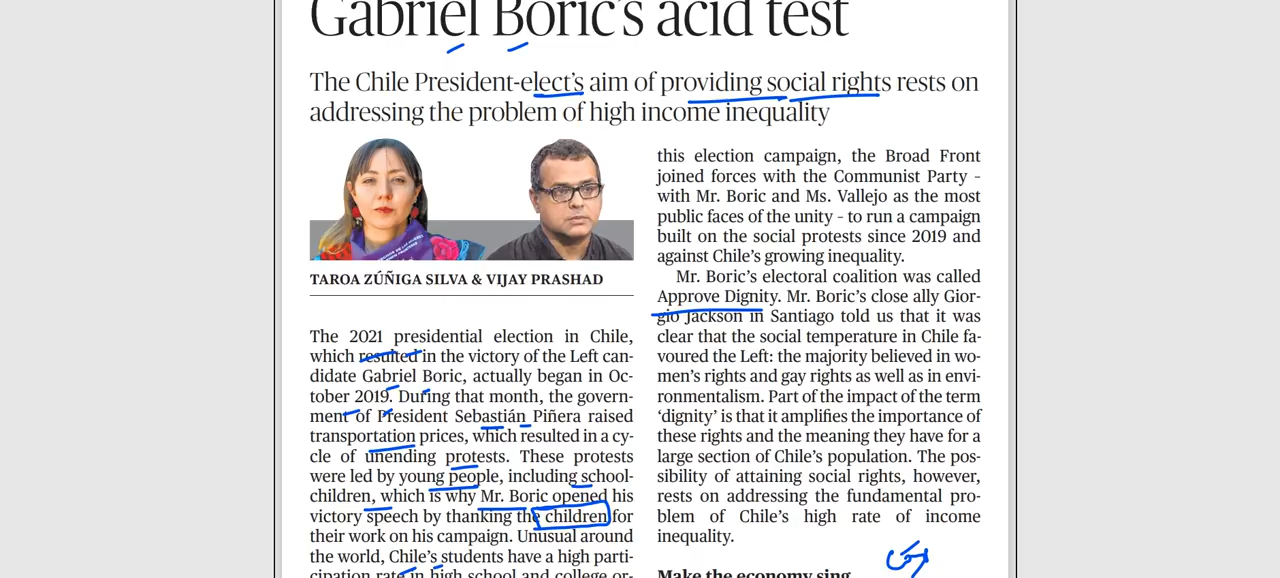 Gabriel Boric's acid test
The Chile President-elect's aim of providing social rights rests on
addressing the problem of high income inequality
TAROA ZÚÑIGA SILVA & VIJAY PRASHAD
The 2021 presidential election in Chile,
which resulted in the victory of the Left can-
didate Gabriel Boric, actually began in Oc-
tober 2019. During that month, the govern-
ment of President Sebastián Piñera raised
transportation prices, which resulted in a cy-
cle of unending protests. These protests
were led by young people, including school-
children, which is why Mr. Boric opened his
victory speech by thanking the children for
their work on his campaign. Unusual around
the world, Chile's students have a high parti-
cipation rate in high school and college or-
this election campaign, the Broad Front
joined forces with the Communist Party –
with Mr. Boric and Ms. Vallejo as the most
public faces of the unity – to run a campaign
built on the social protests since 2019 and
against Chile's growing inequality.
Mr. Boric's electoral coalition was called
Approve Dignity. Mr. Boric's close ally Gior-
gio Jackson in Santiago told us that it was
clear that the social temperature in Chile fa-
voured the Left: the majority believed in wo-
men's rights and gay rights as well as in envi-
ronmentalism. Part of the impact of the term
'dignity' is that it amplifies the importance of
these rights and the meaning they have for a
large section of Chile's population. The pos-
sibility of attaining social rights, however,
rests on addressing the fundamental pro-
blem of Chile's high rate of income
inequality.
Make the economy sing